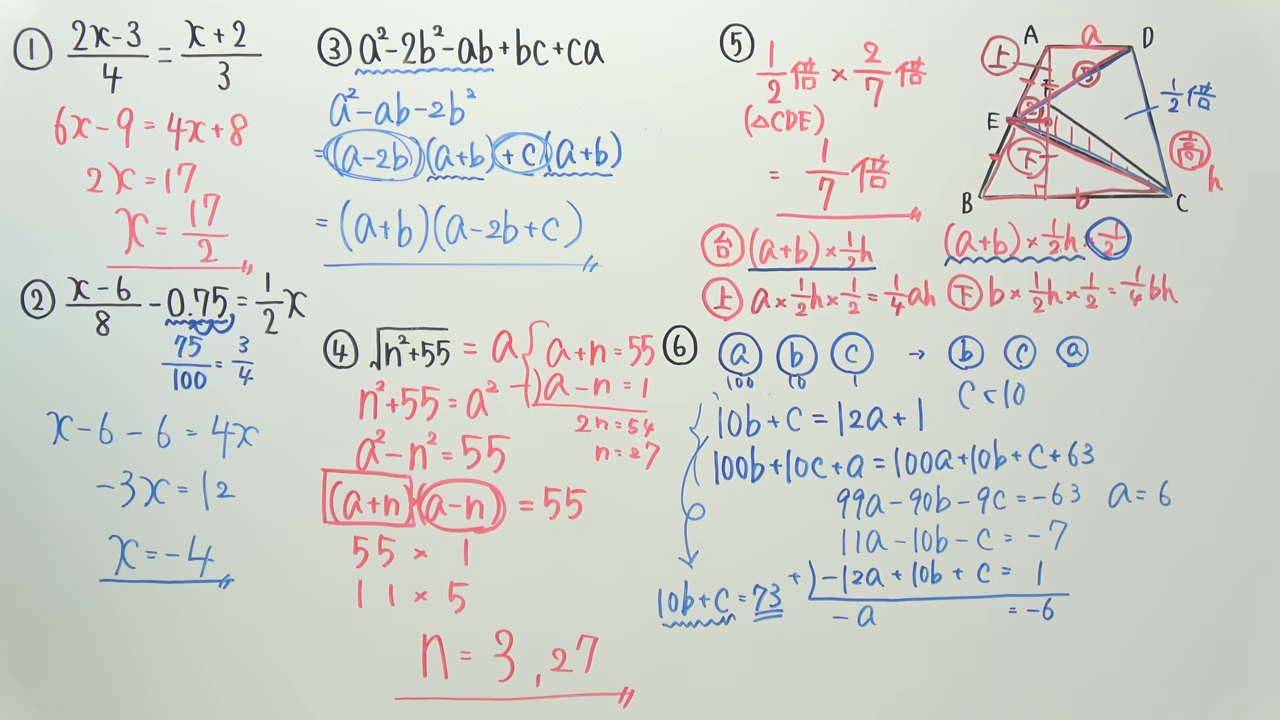 ① (2x-3)/4 = (x+2)/3
6x-9=4x+8
2x=17
x=17/2
② (x-6)/8 -0.75=1/2 x
75/100=3/4
x-6-6=4x
-3x=12
x=-4
③ a²-2b²-ab+bc+ca
a²-ab-2b²
=(a-2b)(a+b)+c(a+b)
=(a+b)(a-2b+c)
④ √(n²+55) = a
n²+55=a²
a²-n²=55
(a+n)(a-n)=55
55×1
11×5
n=3,27
a+n=55
-)a-n=1
2n=54
n=27
⑤ 1/2倍×2/7倍
(△CDE)
=1/7倍
A a D
上
⑤
②
E
下
1/2倍
高
h
B b C
台 (a+b)×1/2h
(a+b)×1/2h×1/2
上 a×1/2h×1/2=1/4ah
下 b×1/2h×1/2=1/4bh
⑥ a b c → b c a
100 10 1
c<10
10b+c=12a+1
100b+10c+a=100a+10b+c+63
99a-90b-9c=-63 a=6
11a-10b-c=-7
+)-12a+10b+c=1
-a =-6
10b+c=73